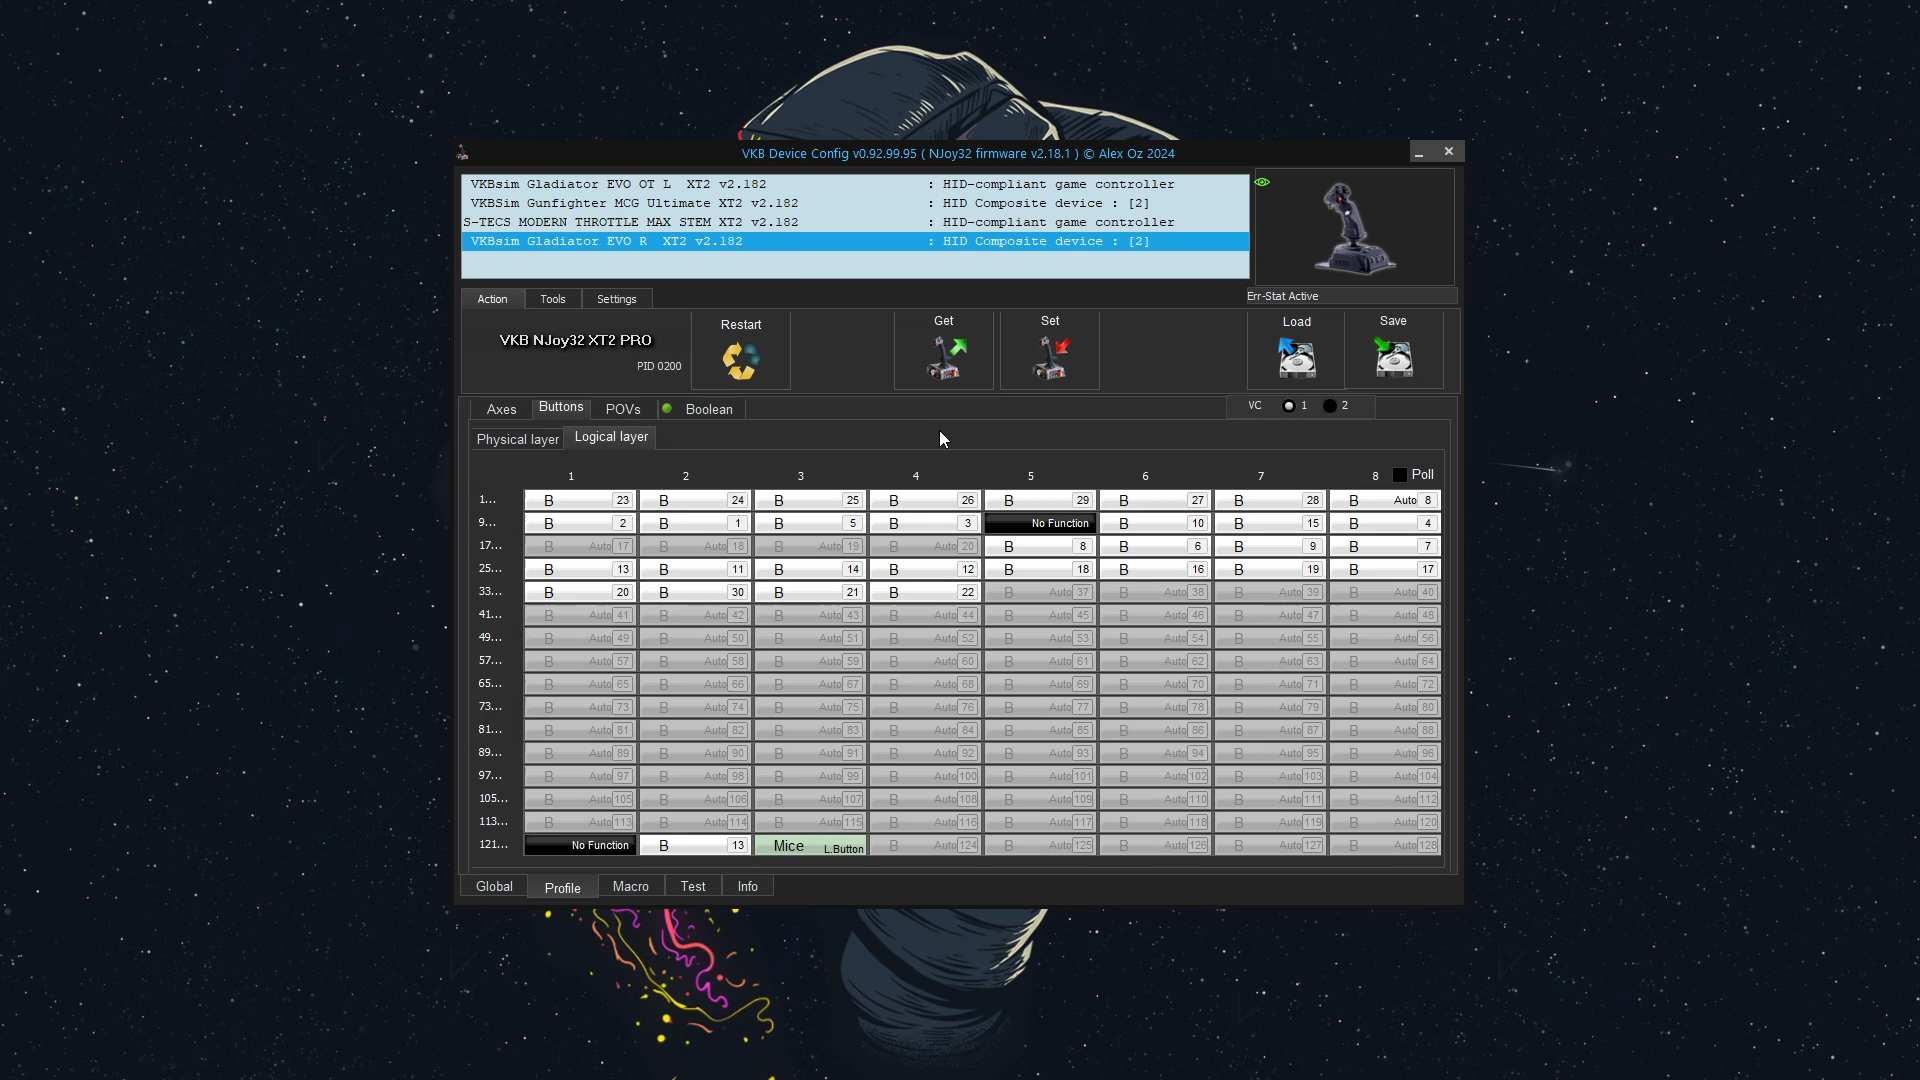 VKB Device Config v0.92.99.95 ( NJoy32 firmware v2.18.1 ) © Alex Oz 2024
VKBsim Gladiator EVO OT L XT2 v2.182 : HID-compliant game controller
VKBSim Gunfighter MCG Ultimate XT2 v2.182 : HID Composite device : [2]
S-TECS MODERN THROTTLE MAX STEM XT2 v2.182 : HID-compliant game controller
VKBsim Gladiator EVO R XT2 v2.182 : HID Composite device : [2]
Action Tools Settings Err-Stat Active
Restart Get Set Load Save
VKB NJoy32 XT2 PRO
PID 0200
Axes Buttons POVs Boolean VC 1 2
Physical layer Logical layer
1 2 3 4 5 6 7 8 Poll
1... B 23 B 24 B 25 B 26 B 29 B 27 B 28 B Auto 8
9... B 2 B 1 B 5 B 3 No Function B 10 B 15 B 4
17... B Auto 17 B Auto 18 B Auto 19 B Auto 20 B 8 B 6 B 9 B 7
25... B 13 B 11 B 14 B 12 B 18 B 16 B 19 B 17
33... B 20 B 30 B 21 B 22 B Auto 37 B Auto 38 B Auto 39 B Auto 40
41... B Auto 41 B Auto 42 B Auto 43 B Auto 44 B Auto 45 B Auto 46 B Auto 47 B Auto 48
49... B Auto 49 B Auto 50 B Auto 51 B Auto 52 B Auto 53 B Auto 54 B Auto 55 B Auto 56
57... B Auto 57 B Auto 58 B Auto 59 B Auto 60 B Auto 61 B Auto 62 B Auto 63 B Auto 64
65... B Auto 65 B Auto 66 B Auto 67 B Auto 68 B Auto 69 B Auto 70 B Auto 71 B Auto 72
73... B Auto 73 B Auto 74 B Auto 75 B Auto 76 B Auto 77 B Auto 78 B Auto 79 B Auto 80
81... B Auto 81 B Auto 82 B Auto 83 B Auto 84 B Auto 85 B Auto 86 B Auto 87 B Auto 88
89... B Auto 89 B Auto 90 B Auto 91 B Auto 92 B Auto 93 B Auto 94 B Auto 95 B Auto 96
97... B Auto 97 B Auto 98 B Auto 99 B Auto 100 B Auto 101 B Auto 102 B Auto 103 B Auto 104
105... B Auto 105 B Auto 106 B Auto 107 B Auto 108 B Auto 109 B Auto 110 B Auto 111 B Auto 112
113... B Auto 113 B Auto 114 B Auto 115 B Auto 116 B Auto 117 B Auto 118 B Auto 119 B Auto 120
121... No Function B 13 Mice L.Button B Auto 124 B Auto 125 B Auto 126 B Auto 127 B Auto 128
Global Profile Macro Test Info